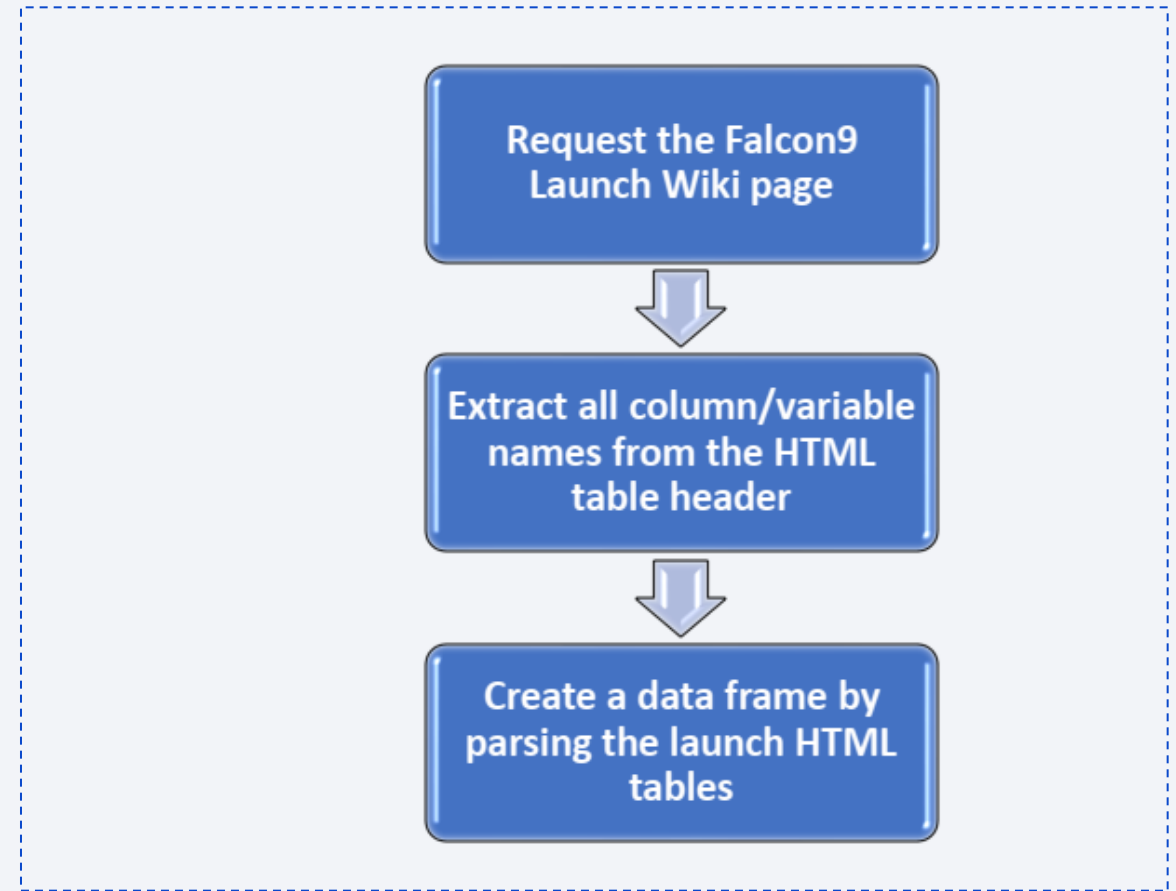 Request the Falcon9
Launch Wiki page
Extract all column/variable
names from the HTML
table header
Create a data frame by
parsing the launch HTML
tables